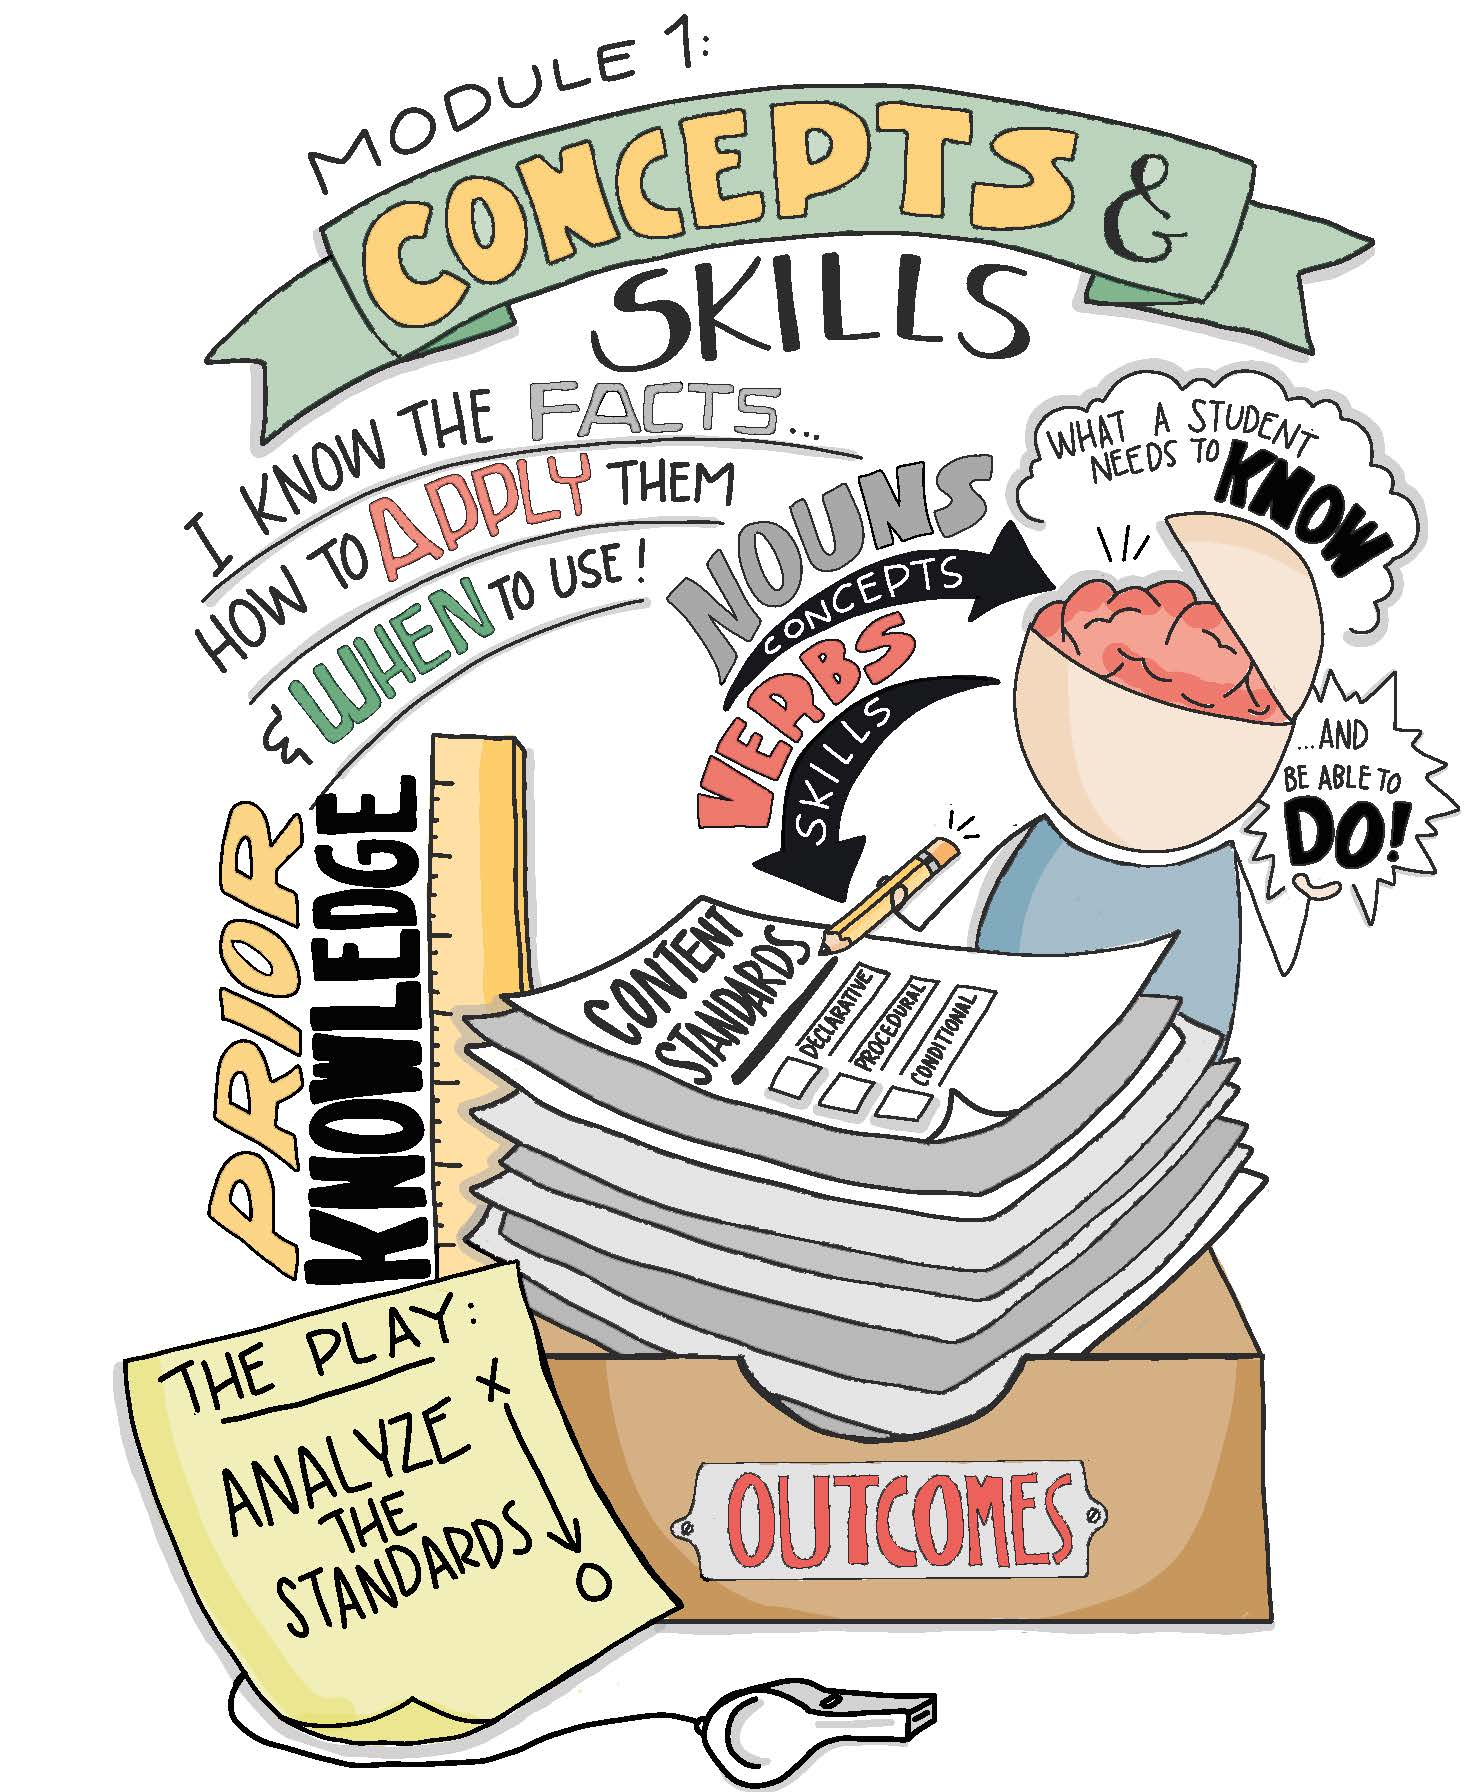 MODULE 1:
CONCEPTS &
SKILLS
I KNOW THE FACTS...
HOW TO APPLY THEM
& WHEN TO USE!
NOUNS
CONCEPTS
VERBS
SKILLS
WHAT A STUDENT
NEEDS TO KNOW
...AND
BE ABLE TO
DO!
PRIOR
KNOWLEDGE
CONTENT
STANDARDS
DECLARATIVE
PROCEDURAL
CONDITIONAL
THE PLAY:
ANALYZE
THE
STANDARDS
X
O
OUTCOMES